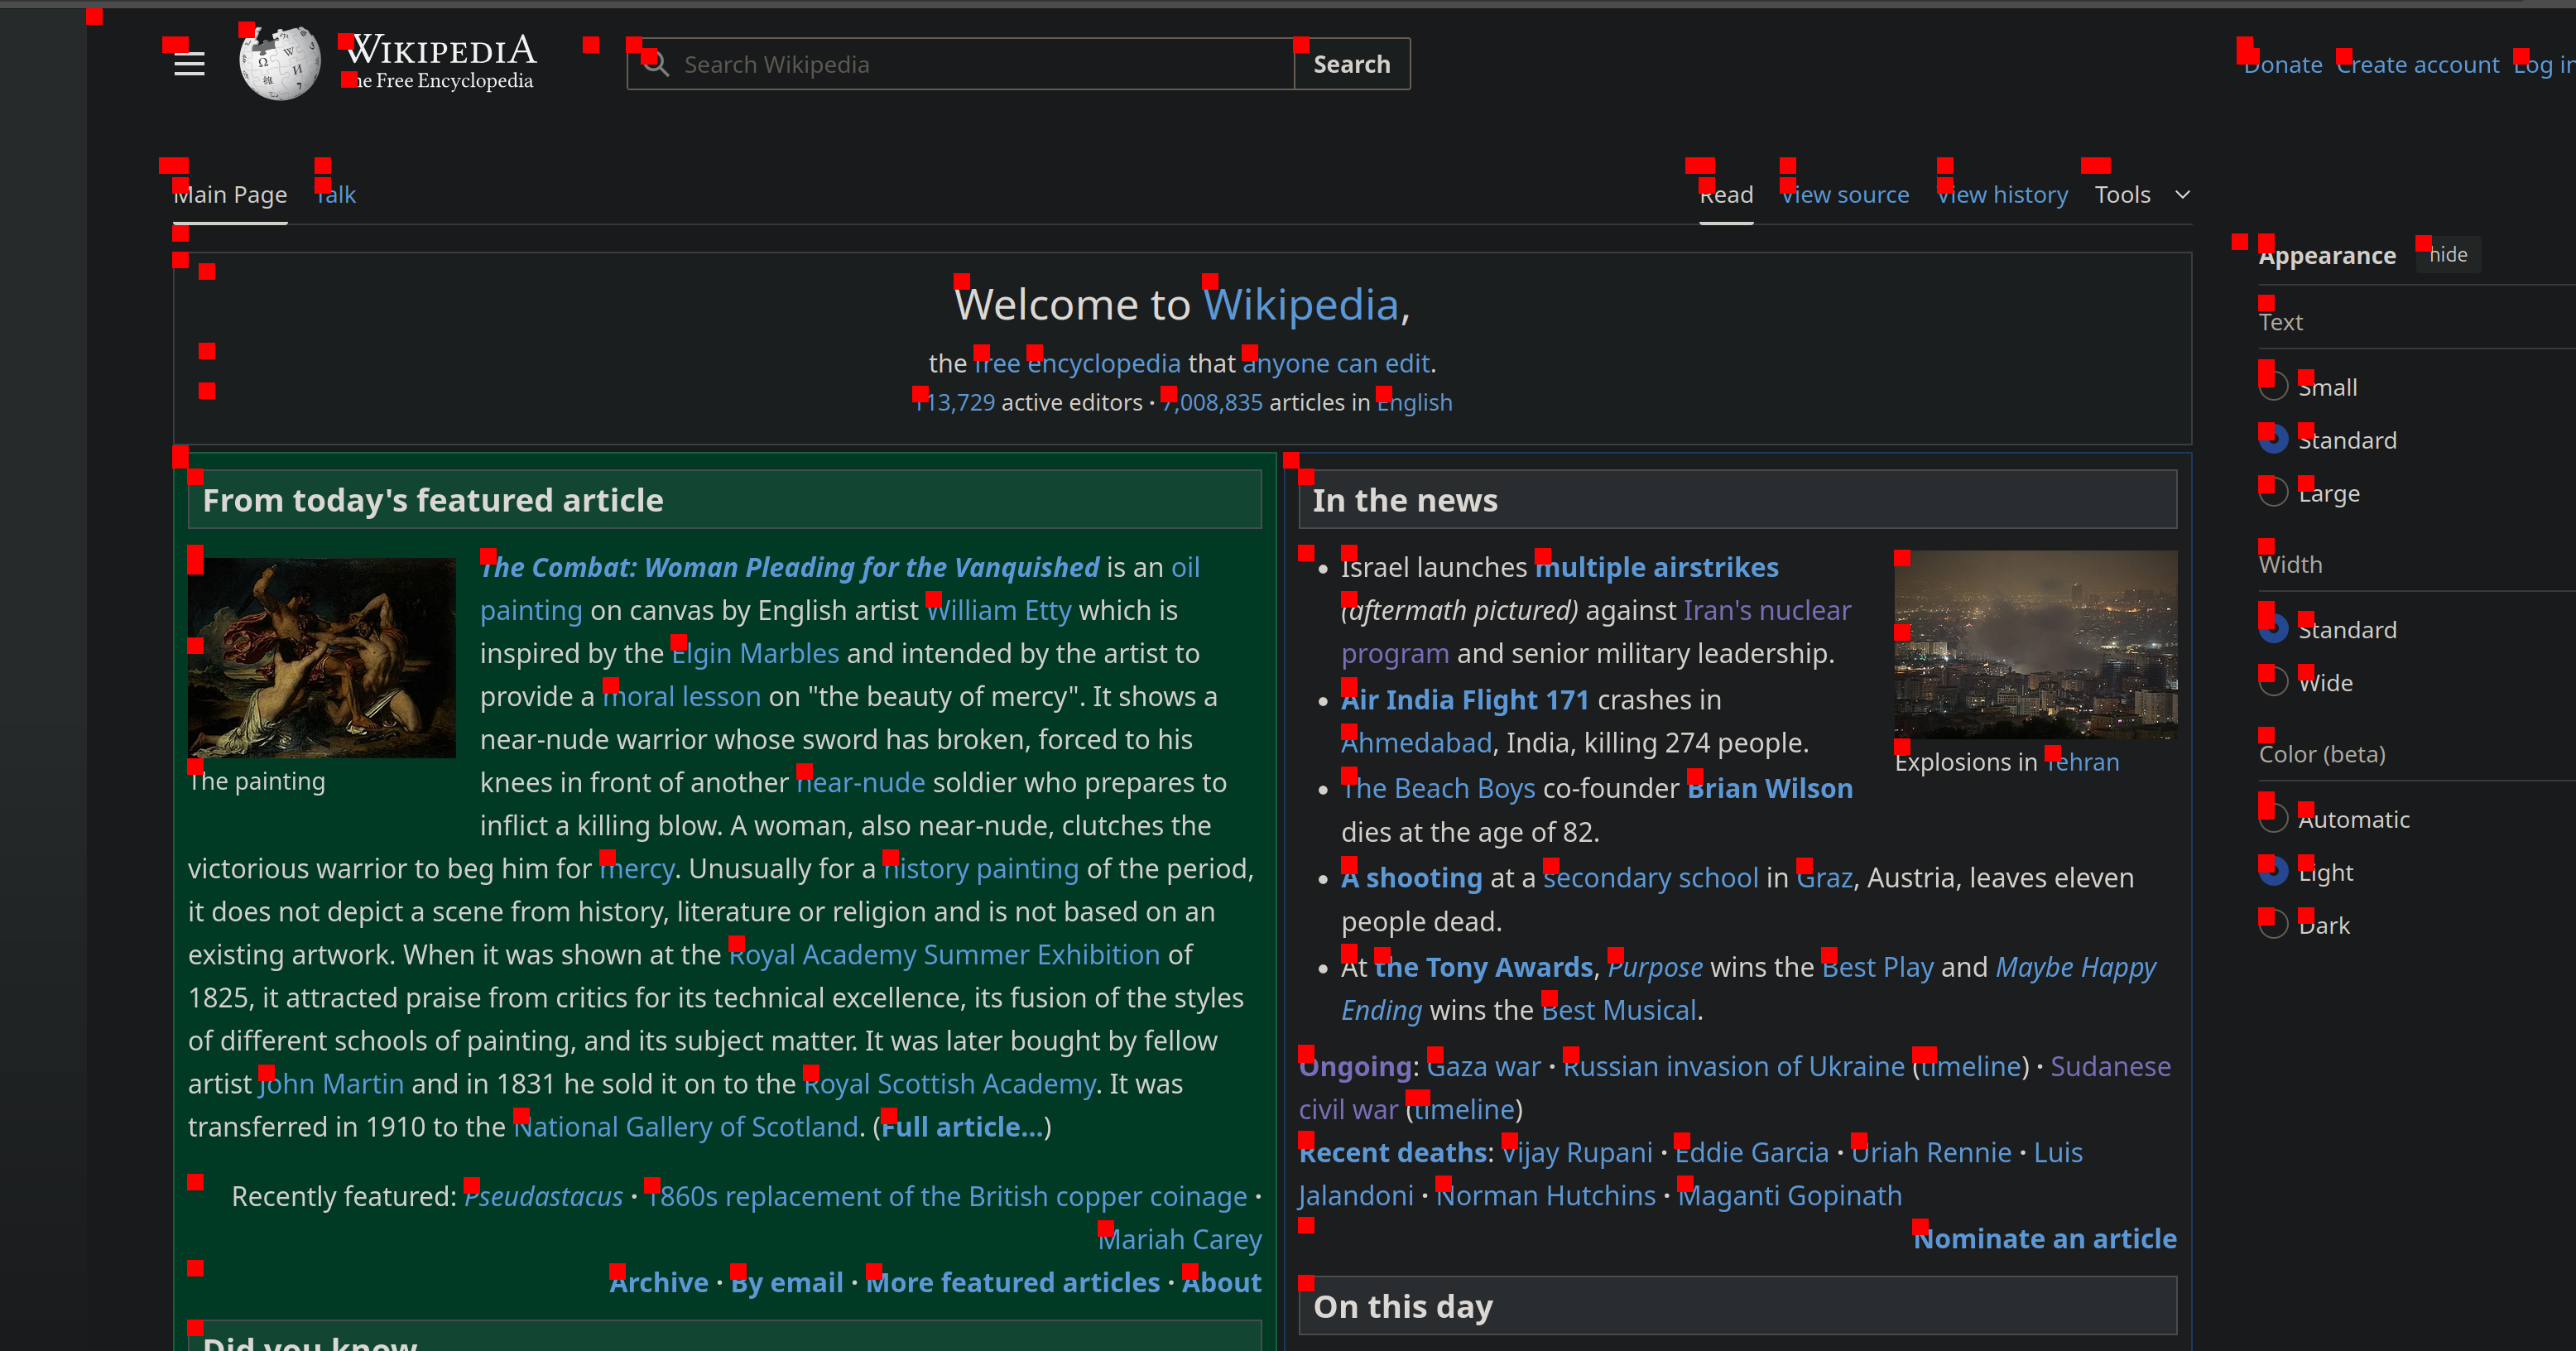 WIKIPEDIA
The Free Encyclopedia
Search Wikipedia
Search
Donate Create account Log in
Main Page Talk
Read View source View history Tools
Welcome to Wikipedia,
the free encyclopedia that anyone can edit.
113,729 active editors · 7,008,835 articles in English
From today's featured article
The Combat: Woman Pleading for the Vanquished is an oil
painting on canvas by English artist William Etty which is
inspired by the Elgin Marbles and intended by the artist to
provide a moral lesson on "the beauty of mercy". It shows a
near-nude warrior whose sword has broken, forced to his
knees in front of another near-nude soldier who prepares to
inflict a killing blow. A woman, also near-nude, clutches the
victorious warrior to beg him for mercy. Unusually for a history painting of the period,
it does not depict a scene from history, literature or religion and is not based on an
existing artwork. When it was shown at the Royal Academy Summer Exhibition of
1825, it attracted praise from critics for its technical excellence, its fusion of the styles
of different schools of painting, and its subject matter. It was later bought by fellow
artist John Martin and in 1831 he sold it on to the Royal Scottish Academy. It was
transferred in 1910 to the National Gallery of Scotland. (Full article...)
The painting
Recently featured: Pseudastacus · 1860s replacement of the British copper coinage ·
Mariah Carey
Archive · By email · More featured articles · About
Did you know
In the news
Israel launches multiple airstrikes
(aftermath pictured) against Iran's nuclear
program and senior military leadership.
Air India Flight 171 crashes in
Ahmedabad, India, killing 274 people.
The Beach Boys co-founder Brian Wilson
dies at the age of 82.
A shooting at a secondary school in Graz, Austria, leaves eleven
people dead.
At the Tony Awards, Purpose wins the Best Play and Maybe Happy
Ending wins the Best Musical.
Explosions in Tehran
Ongoing: Gaza war · Russian invasion of Ukraine (timeline) · Sudanese
civil war (timeline)
Recent deaths: Vijay Rupani · Eddie Garcia · Uriah Rennie · Luis
Jalandoni · Norman Hutchins · Maganti Gopinath
Nominate an article
On this day
Appearance hide
Text
Small
Standard
Large
Width
Standard
Wide
Color (beta)
Automatic
Light
Dark